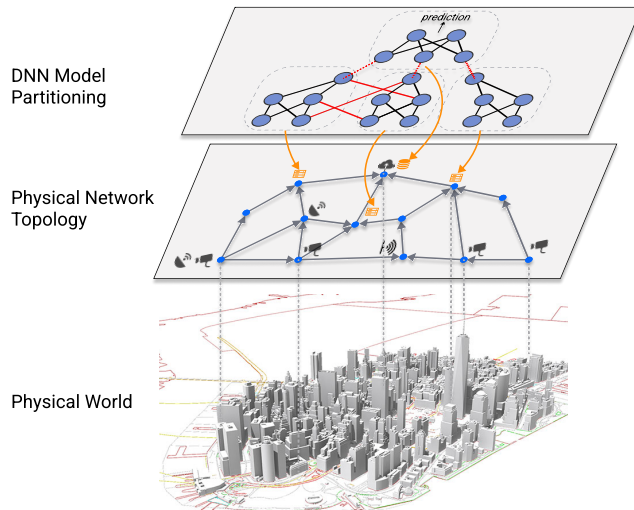 prediction
DNN Model
Partitioning
Physical Network
Topology
Physical World